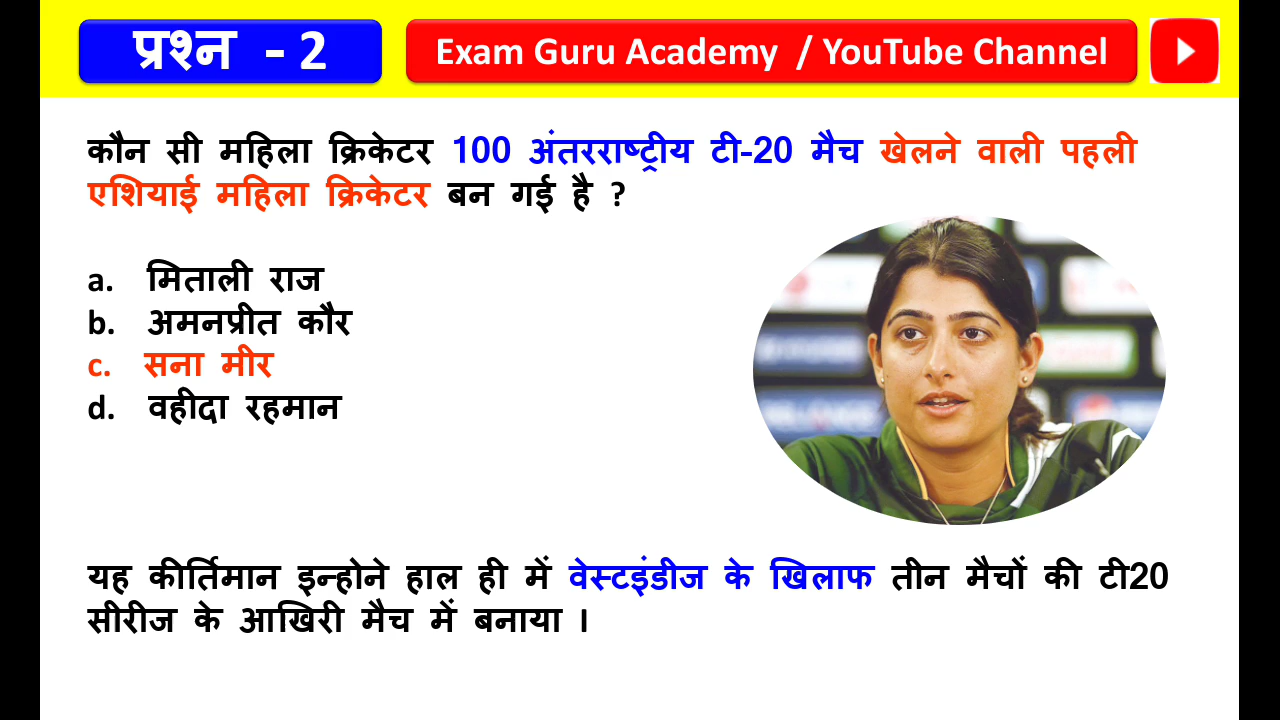 प्रश्न - 2
Exam Guru Academy / YouTube Channel
कौन सी महिला क्रिकेटर 100 अंतरराष्ट्रीय टी-20 मैच खेलने वाली पहली
एशियाई महिला क्रिकेटर बन गई है ?
a. मिताली राज
b. अमनप्रीत कौर
c. सना मीर
d. वहीदा रहमान
यह कीर्तिमान इन्होने हाल ही में वेस्टइंडीज के खिलाफ तीन मैचों की टी20
सीरीज के आखिरी मैच में बनाया ।